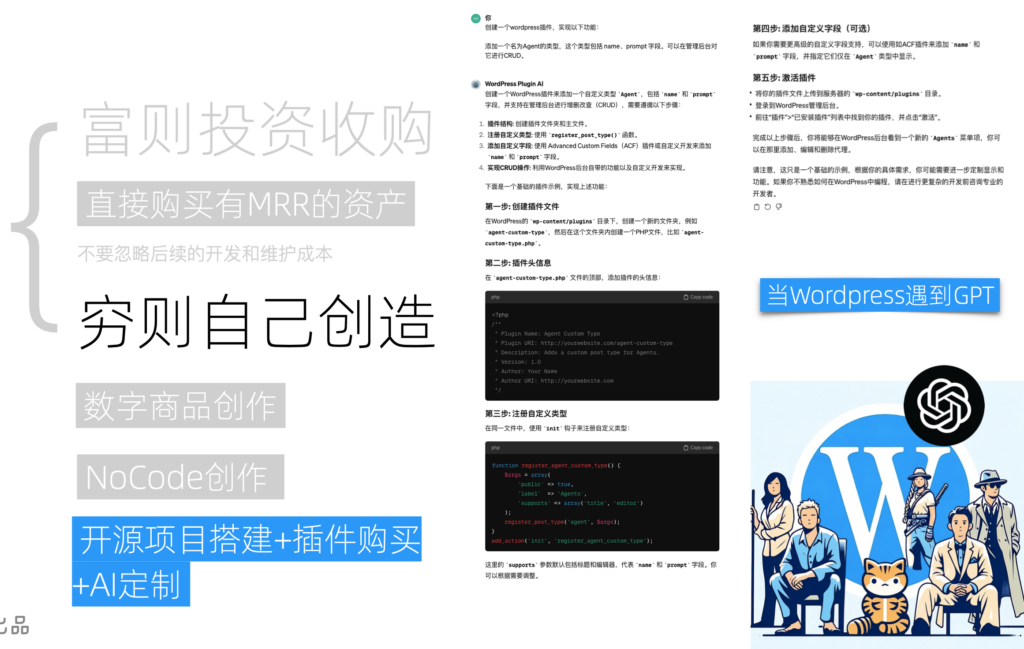 富则投资收购
直接购买有MRR的资产
不要忽略后续的开发和维护成本
穷则自己创造
数字商品创作
NoCode创作
开源项目搭建+插件购买
+AI定制
品
你
创建一个wordpress插件，实现以下功能：
添加一个名为Agent的类型，这个类型包括 name、prompt 字段。可以在管理后台对
它进行CRUD。
WordPress Plugin AI
创建一个WordPress插件来添加一个自定义类型 `Agent`，包括 `name` 和 `prompt`
字段，并支持在管理后台进行增删改查（CRUD），需要遵循以下步骤：
1. 插件结构: 创建插件文件夹和主文件。
2. 注册自定义类型: 使用 `register_post_type()` 函数。
3. 添加自定义字段: 使用 Advanced Custom Fields（ACF）插件或自定义开发来添加
`name` 和 `prompt` 字段。
4. 实现CRUD操作: 利用WordPress后台自带的功能以及自定义开发来实现。
下面是一个基础的插件示例，实现上述功能：
第一步: 创建插件文件
在WordPress的 `wp-content/plugins` 目录下，创建一个新的文件夹，例如
`agent-custom-type`，然后在这个文件夹内创建一个PHP文件，比如 `agent-
custom-type.php`。
第二步: 插件头信息
在 `agent-custom-type.php` 文件的顶部，添加插件的头信息：
php Copy code
<?php
/**
* Plugin Name: Agent Custom Type
* Plugin URI: http://yourwebsite.com/agent-custom-type
* Description: Adds a custom post type for Agents.
* Version: 1.0
* Author: Your Name
* Author URI: http://yourwebsite.com
*/
第三步: 注册自定义类型
在同一文件中，使用 `init` 钩子来注册自定义类型：
php Copy code
function register_agent_custom_type() {
$args = array(
'public' => true,
'label' => 'Agents',
'supports' => array('title', 'editor')
);
register_post_type('agent', $args);
}
add_action('init', 'register_agent_custom_type');
这里的 `supports` 参数默认包括标题和编辑器，代表 `name` 和 `prompt` 字段。你
可以根据需要调整。
第四步: 添加自定义字段（可选）
如果你需要更高级的自定义字段支持，可以使用如ACF插件来添加 `name` 和
`prompt` 字段，并指定它们仅在 `Agent` 类型中显示。
第五步: 激活插件
• 将你的插件文件上传到服务器的 `wp-content/plugins` 目录。
• 登录到WordPress管理后台。
• 前往“插件”>“已安装插件”列表中找到你的插件，并点击“激活”。
完成以上步骤后，你将能够在WordPress后台看到一个新的 `Agents` 菜单项，你可
以在那里添加、编辑和删除代理。
请注意，这只是一个基础的示例，根据你的具体需求，你可能需要进一步定制显示和
功能。如果你不熟悉如何在WordPress中编程，请在进行更复杂的开发前咨询专业的
开发者。
当Wordpress遇到GPT
W